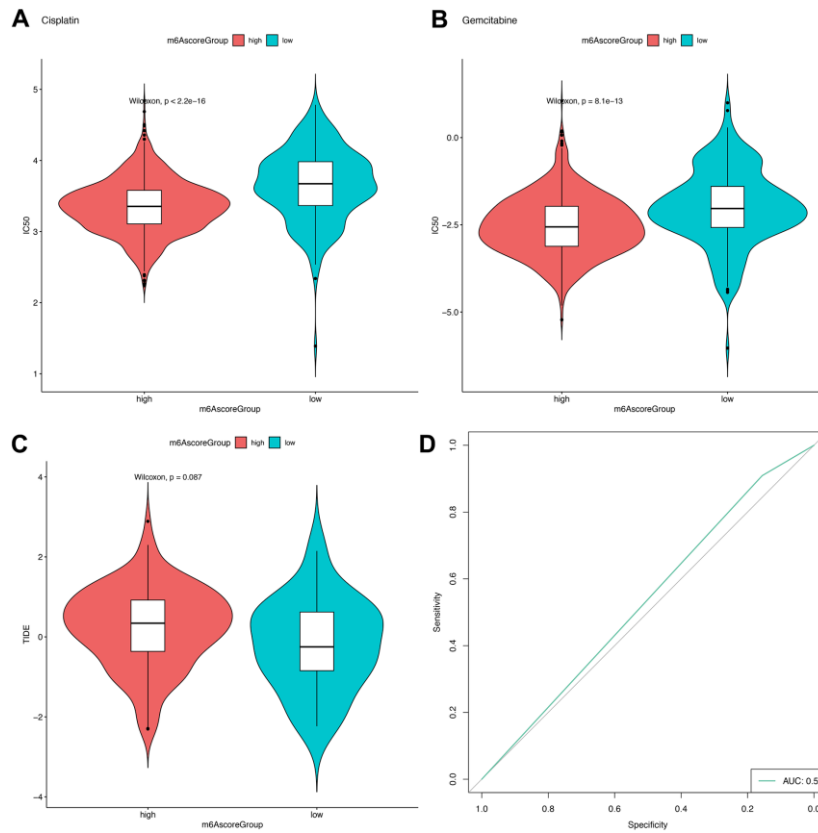 A Cisplatin
m6AscoreGroup high low
Wilcoxon, p < 2.2e-16
5
4
3
2
1
IC50
high low
m6AscoreGroup
B Gemcitabine
m6AscoreGroup high low
Wilcoxon, p = 8.1e-13
0.0
-2.5
-5.0
IC50
high low
m6AscoreGroup
C
m6AscoreGroup high low
Wilcoxon, p = 0.087
4
2
0
-2
-4
TIDE
high low
m6AscoreGroup
D
1.0
0.8
0.6
0.4
0.2
0.0
Sensitivity
AUC: 0.5
1.0 0.8 0.6 0.4 0.2 0.0
Specificity